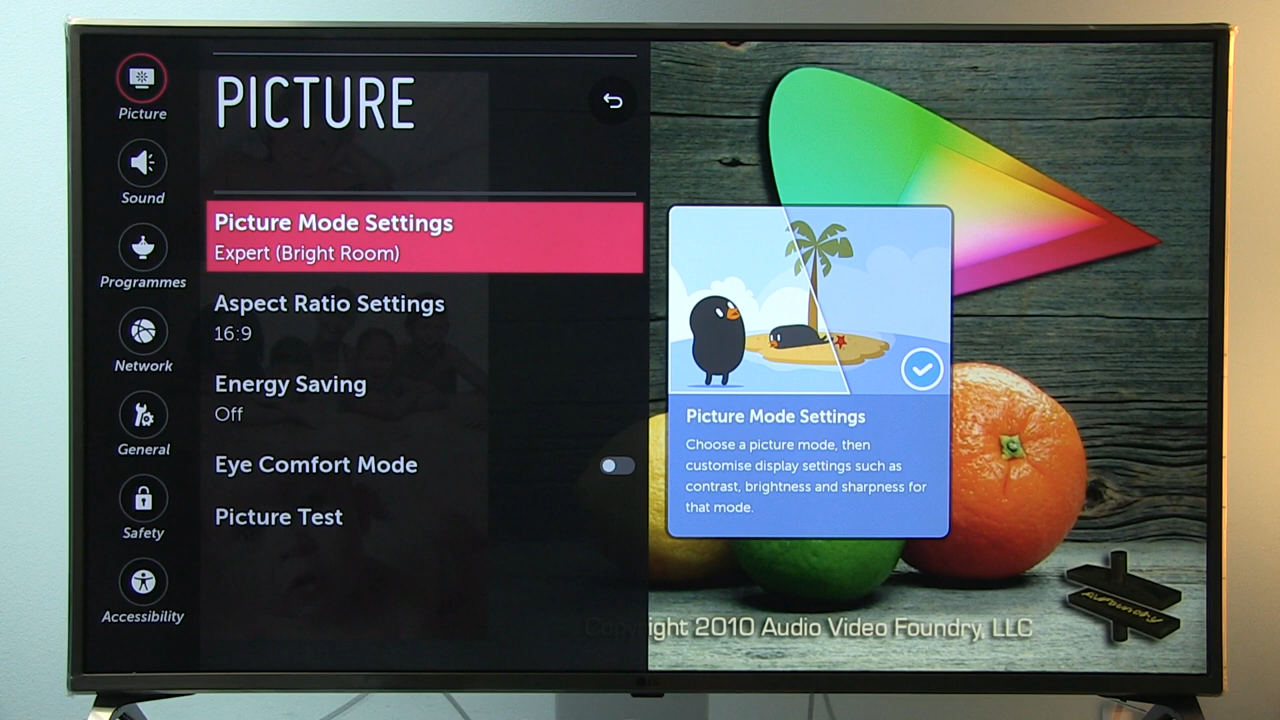 Picture
Sound
Programmes
Network
General
Safety
Accessibility
PICTURE
Picture Mode Settings
Expert (Bright Room)
Aspect Ratio Settings
16:9
Energy Saving
Off
Eye Comfort Mode
Picture Test
Picture Mode Settings
Choose a picture mode, then
customise display settings such as
contrast, brightness and sharpness for
that mode.
Copyright 2010 Audio Video Foundry, LLC
AVFoundry
LG